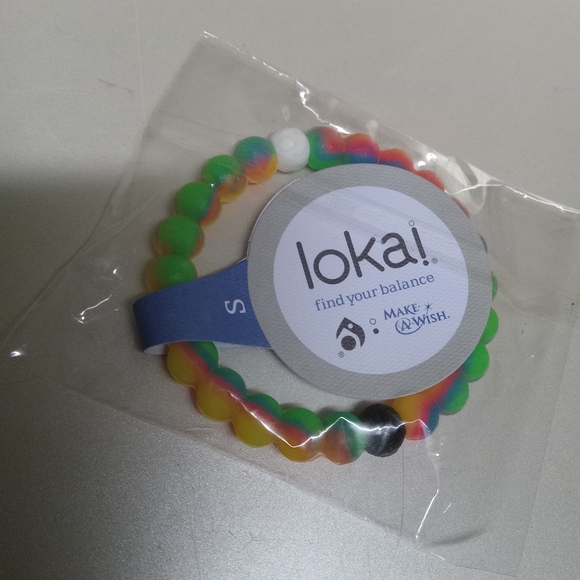 lokai®
find your balance
MAKE·A·WISH.
®
S